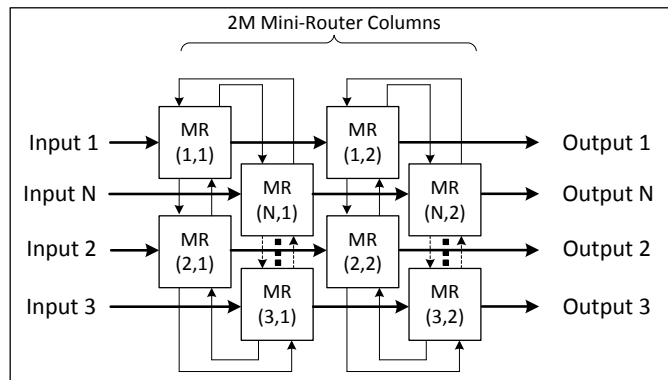 2M Mini-Router Columns
Input 1
MR
(1,1)
MR
(1,2)
Output 1
Input N
MR
(N,1)
MR
(N,2)
Output N
Input 2
MR
(2,1)
MR
(2,2)
Output 2
Input 3
MR
(3,1)
MR
(3,2)
Output 3